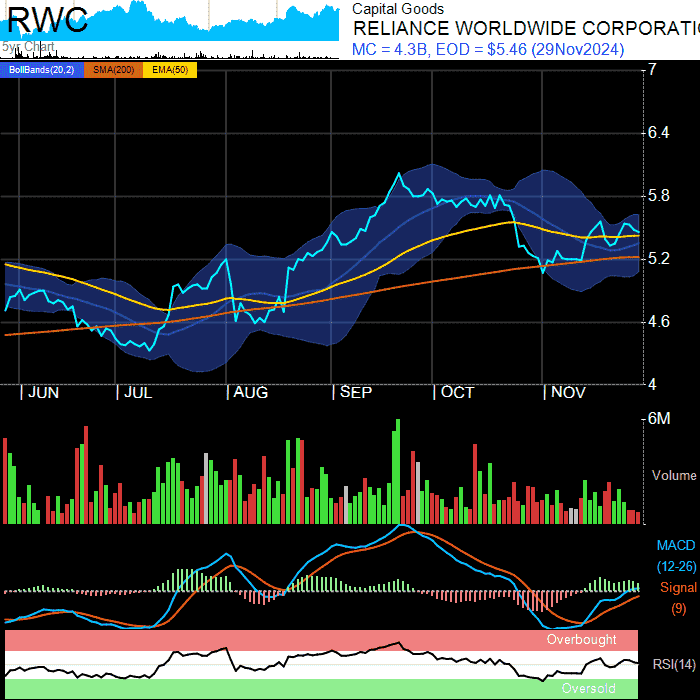 RWC
5yr Chart
Capital Goods
RELIANCE WORLDWIDE CORPORATI
MC = 4.3B, EOD = $5.46 (29Nov2024)
BollBands(20,2) SMA(200) EMA(50)
7
6.4
5.8
5.2
4.6
4
JUN JUL AUG SEP OCT NOV
6M
Volume
MACD
(12-26)
Signal
(9)
Overbought
RSI(14)
Oversold